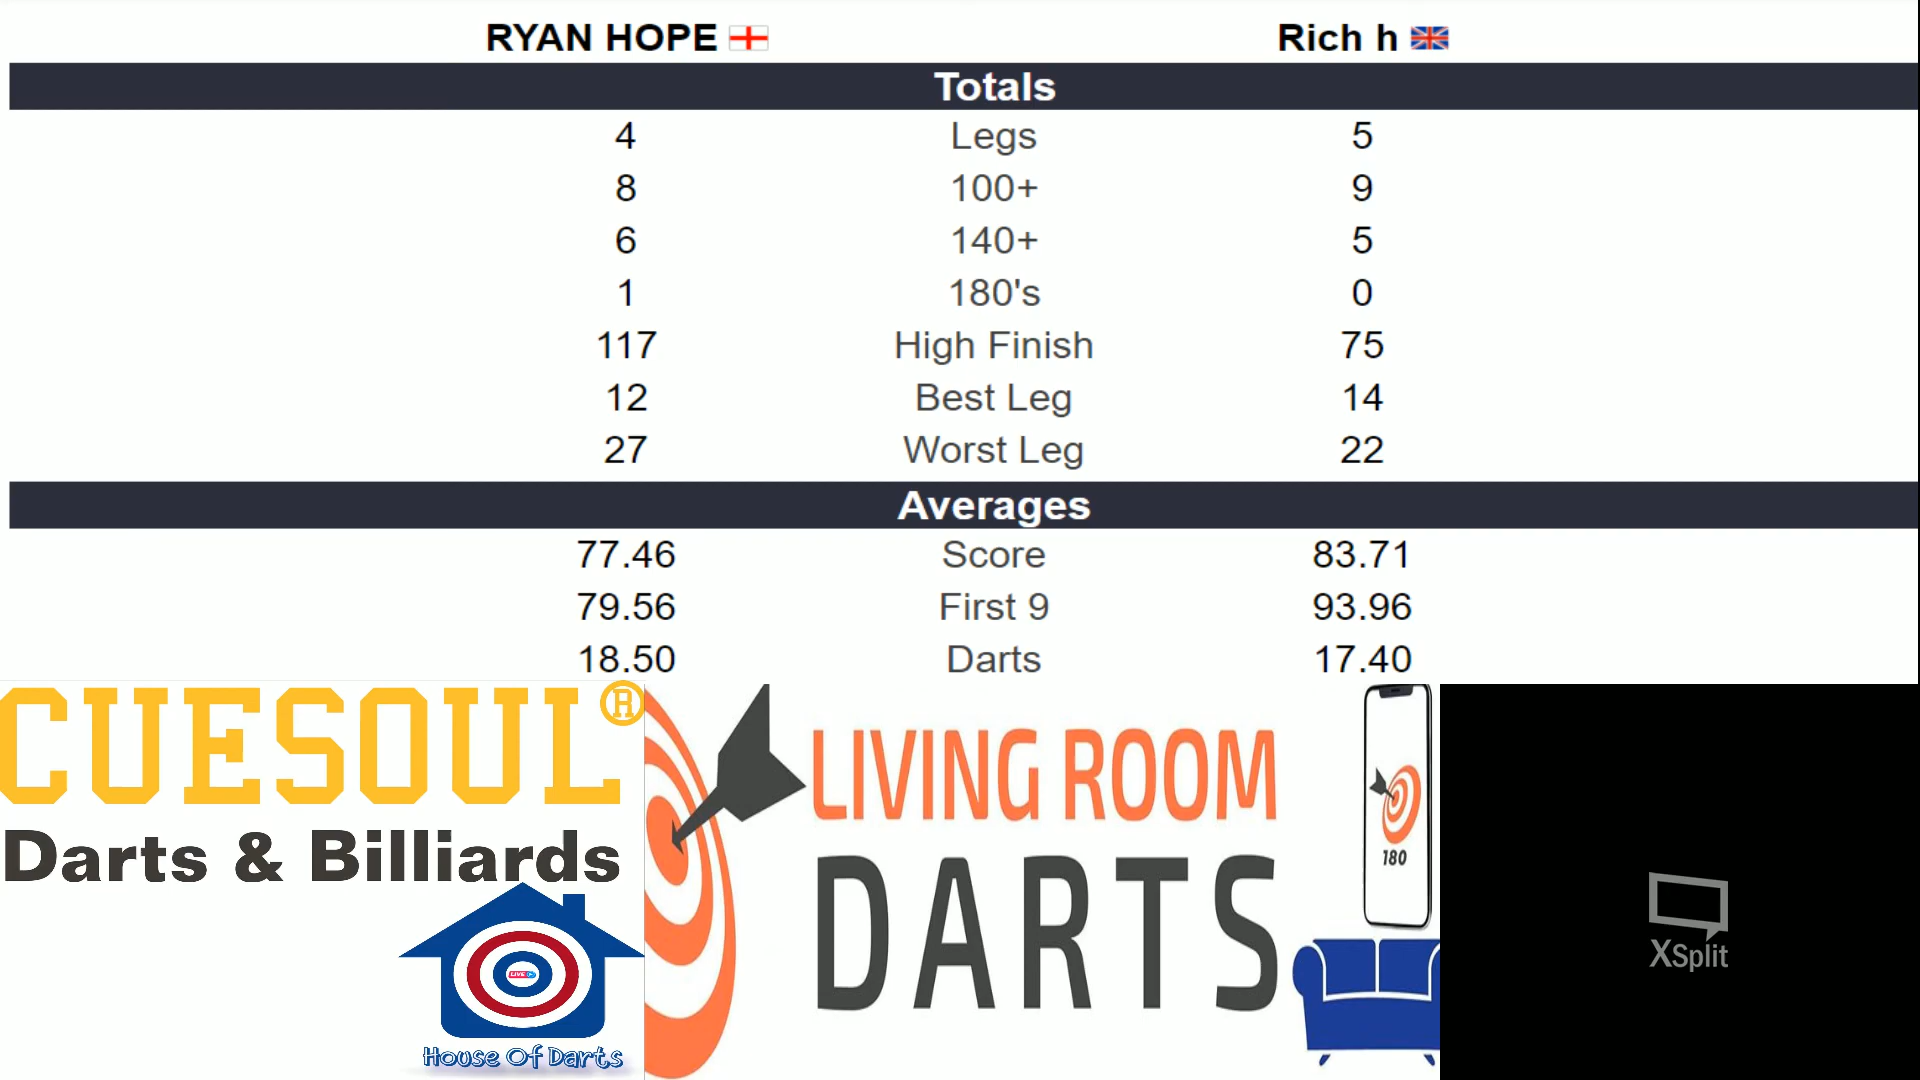 RYAN HOPE Rich h
Totals
4 Legs 5
8 100+ 9
6 140+ 5
1 180's 0
117 High Finish 75
12 Best Leg 14
27 Worst Leg 22
Averages
77.46 Score 83.71
79.56 First 9 93.96
18.50 Darts 17.40
CUESOUL®
Darts & Billiards
LIVE
House Of Darts
LIVING ROOM
DARTS
180
XSplit